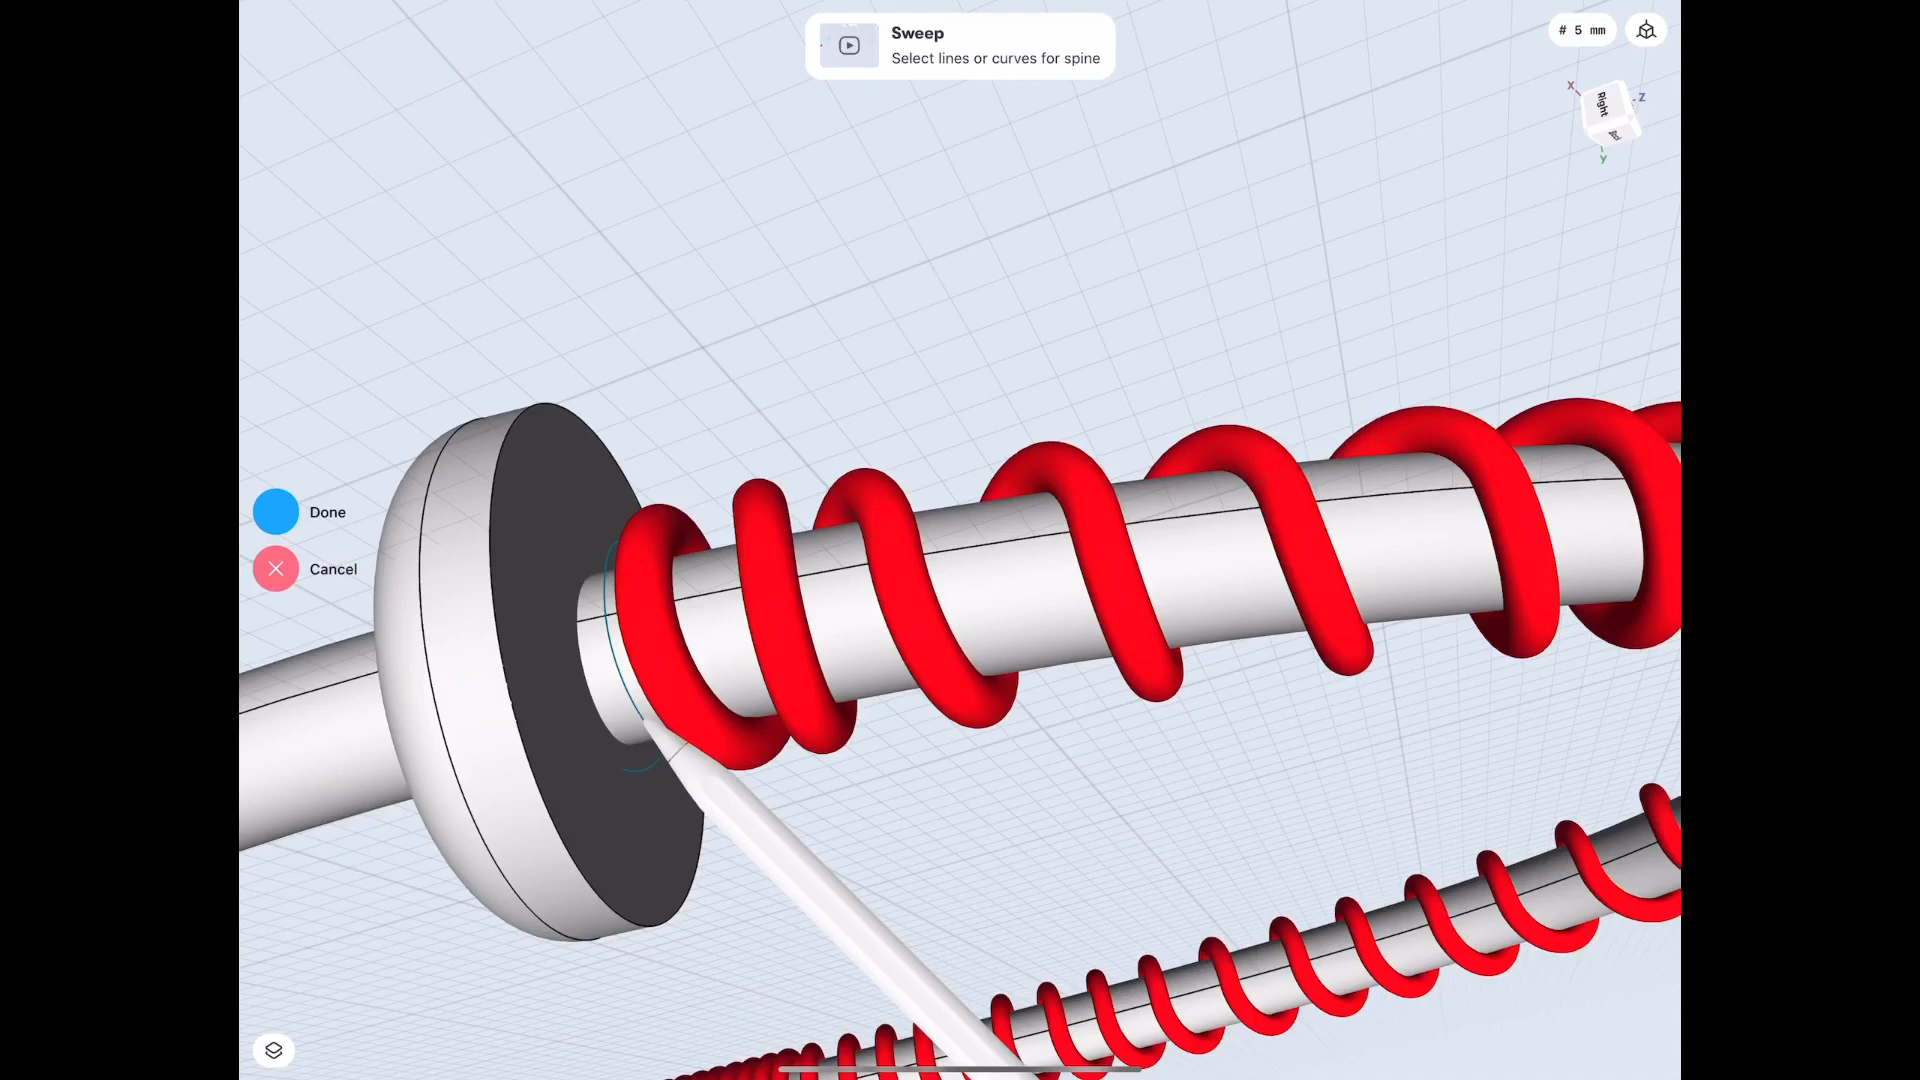 Sweep
Select lines or curves for spine
# 5 mm
X
Z
Right
Y
Done
Cancel